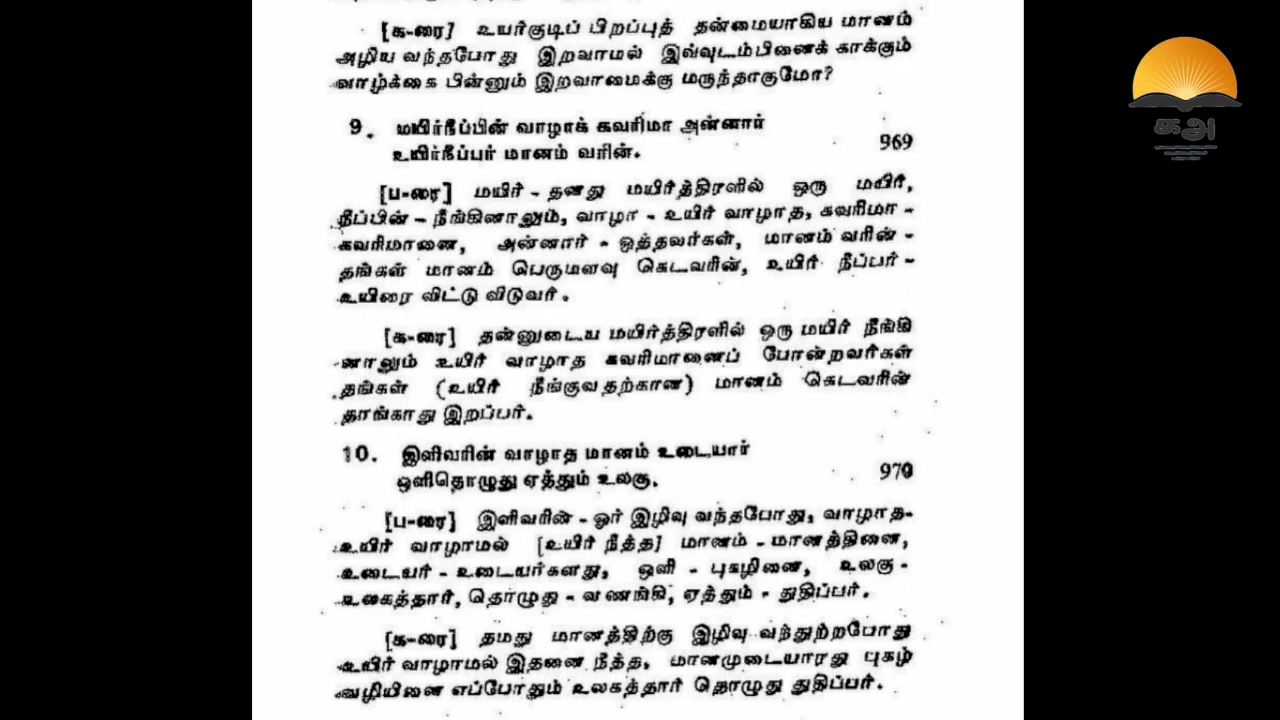 [க-ரை] உயர்குடிப் பிறப்புத் தன்மையாகிய மானம்
அழிய வந்தபோது இறவாமல் இவ்வுடம்பினைக் காக்கும்
வாழ்க்கை பின்னும் இறவாமைக்கு மருந்தாகுமோ?
9. மயிர்நீப்பின் வாழாக் கவரிமா அன்னார்
உயிர்நீப்பர் மானம் வரின். 969
[ப-ரை] மயிர் - தனது மயிர்த்திரளில் ஒரு மயிர்,
நீப்பின் - நீங்கினாலும், வாழா - உயிர் வாழாத, கவரிமா -
கவரிமானை, அன்னார் - ஒத்தவர்கள், மானம் வரின் -
தங்கள் மானம் பெருமளவு கெடவரின், உயிர் நீப்பர் -
உயிரை விட்டு விடுவர்.
[க-ரை] தன்னுடைய மயிர்த்திரளில் ஒரு மயிர் நீங்கி
னாலும் உயிர் வாழாத கவரிமானைப் போன்றவர்கள்
தங்கள் (உயிர் நீங்குவதற்கான) மானம் கெடவரின்
தாங்காது இறப்பர்.
10. இளிவரின் வாழாத மானம் உடையார்
ஒளிதொழுது ஏத்தும் உலகு. 970
[ப-ரை] இளிவரின் - ஓர் இழிவு வந்தபோது, வாழாத-
உயிர் வாழாமல் [உயிர் நீத்த] மானம் - மானத்தினை,
உடையர் - உடையர்களது, ஒளி - புகழினை, உலகு -
உலகத்தார், தொழுது - வணங்கி, ஏத்தும் - துதிப்பர்.
[க-ரை] தமது மானத்திற்கு இழிவு வந்துற்றபோது
உயிர் வாழாமல் இதனை நீத்த, மானமுடையாரது புகழ்
வழியினை எப்போதும் உலகத்தார் தொழுது துதிப்பர்.
கஅ